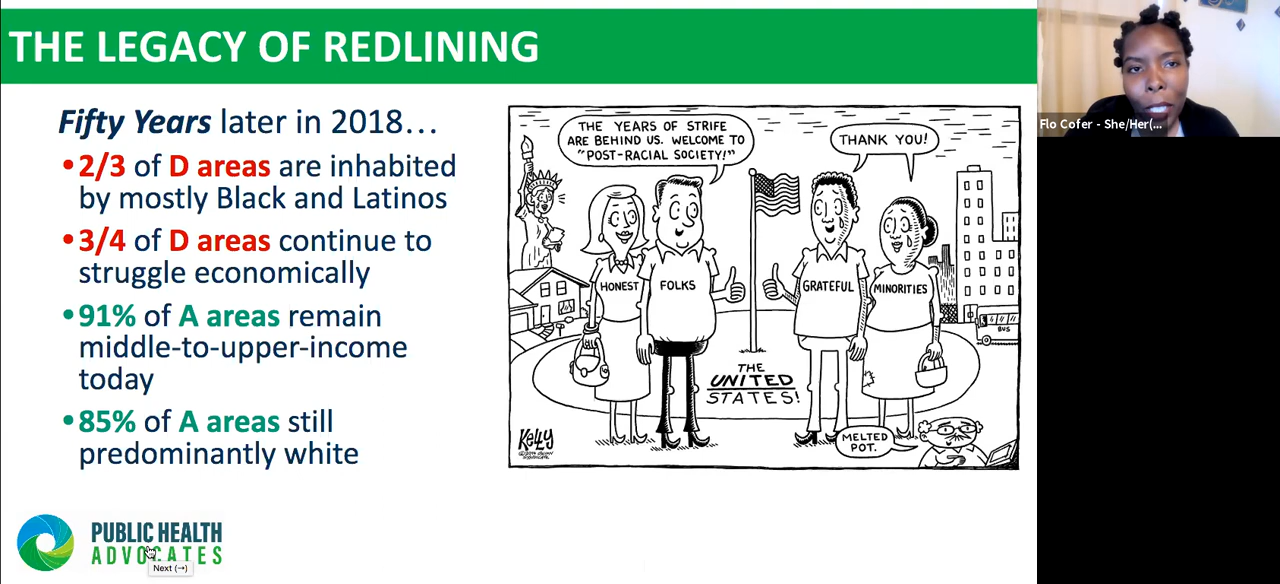 THE LEGACY OF REDLINING
Fifty Years later in 2018…
•2/3 of D areas are inhabited
by mostly Black and Latinos
•3/4 of D areas continue to
struggle economically
•91% of A areas remain
middle-to-upper-income
today
•85% of A areas still
predominantly white
THE YEARS OF STRIFE
ARE BEHIND US. WELCOME TO
"POST-RACIAL SOCIETY!"
THANK YOU!
HONEST
FOLKS
GRATEFUL
MINORITIES
BUS
THE
UNITED
STATES!
MELTED
POT.
KELLY
PUBLIC HEALTH
ADVOCATES
Next (→)
Flo Cofer - She/Her(...